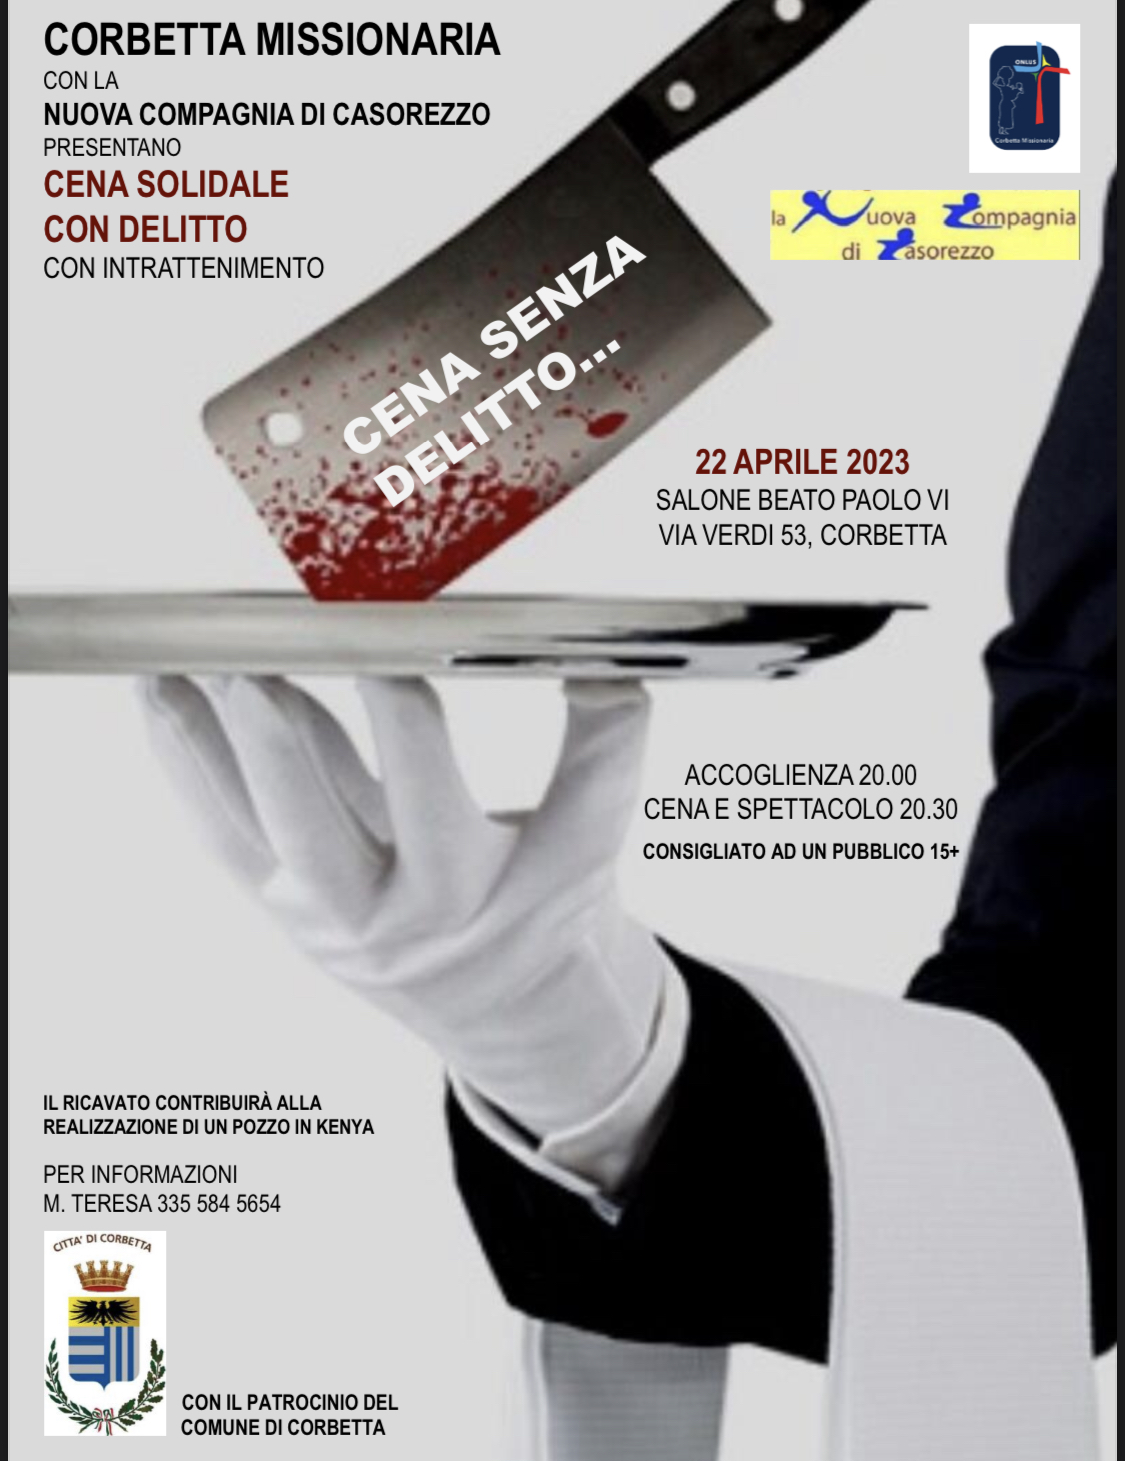 CORBETTA MISSIONARIA
CON LA
NUOVA COMPAGNIA DI CASOREZZO
PRESENTANO
CENA SOLIDALE
CON DELITTO
CON INTRATTENIMENTO
ONLUS
Corbetta Missionaria
la Nuova Compagnia
di Casorezzo
CENA SENZA
DELITTO...
22 APRILE 2023
SALONE BEATO PAOLO VI
VIA VERDI 53, CORBETTA
ACCOGLIENZA 20.00
CENA E SPETTACOLO 20.30
CONSIGLIATO AD UN PUBBLICO 15+
IL RICAVATO CONTRIBUIRÀ ALLA
REALIZZAZIONE DI UN POZZO IN KENYA
PER INFORMAZIONI
M. TERESA 335 584 5654
CITTA' DI CORBETTA
CON IL PATROCINIO DEL
COMUNE DI CORBETTA